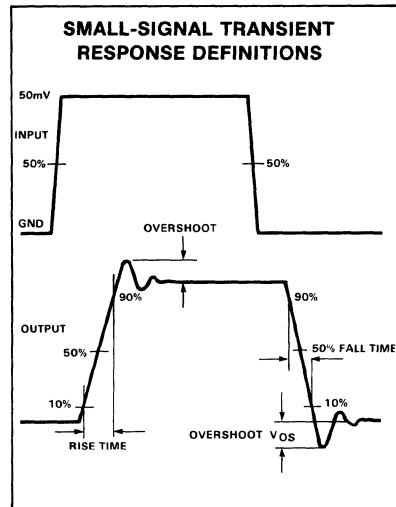 SMALL-SIGNAL TRANSIENT
RESPONSE DEFINITIONS
50mV
INPUT
50%
50%
GND
OVERSHOOT
90%
90%
OUTPUT
50%
50% FALL TIME
10%
10%
RISE TIME
OVERSHOOT VOS